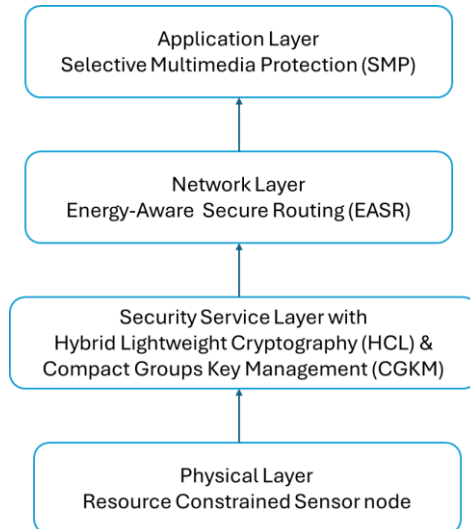 Application Layer
Selective Multimedia Protection (SMP)
Network Layer
Energy-Aware  Secure Routing (EASR)
Security Service Layer with
Hybrid Lightweight Cryptography (HCL) &
Compact Groups Key Management (CGKM)
Physical Layer
Resource Constrained Sensor node